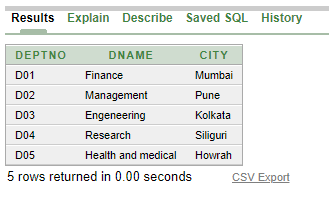 Results Explain Describe Saved SQL History
DEPTNO DNAME CITY
D01 Finance Mumbai
D02 Management Pune
D03 Engeneering Kolkata
D04 Research Siliguri
D05 Health and medical Howrah
5 rows returned in 0.00 seconds CSV Export